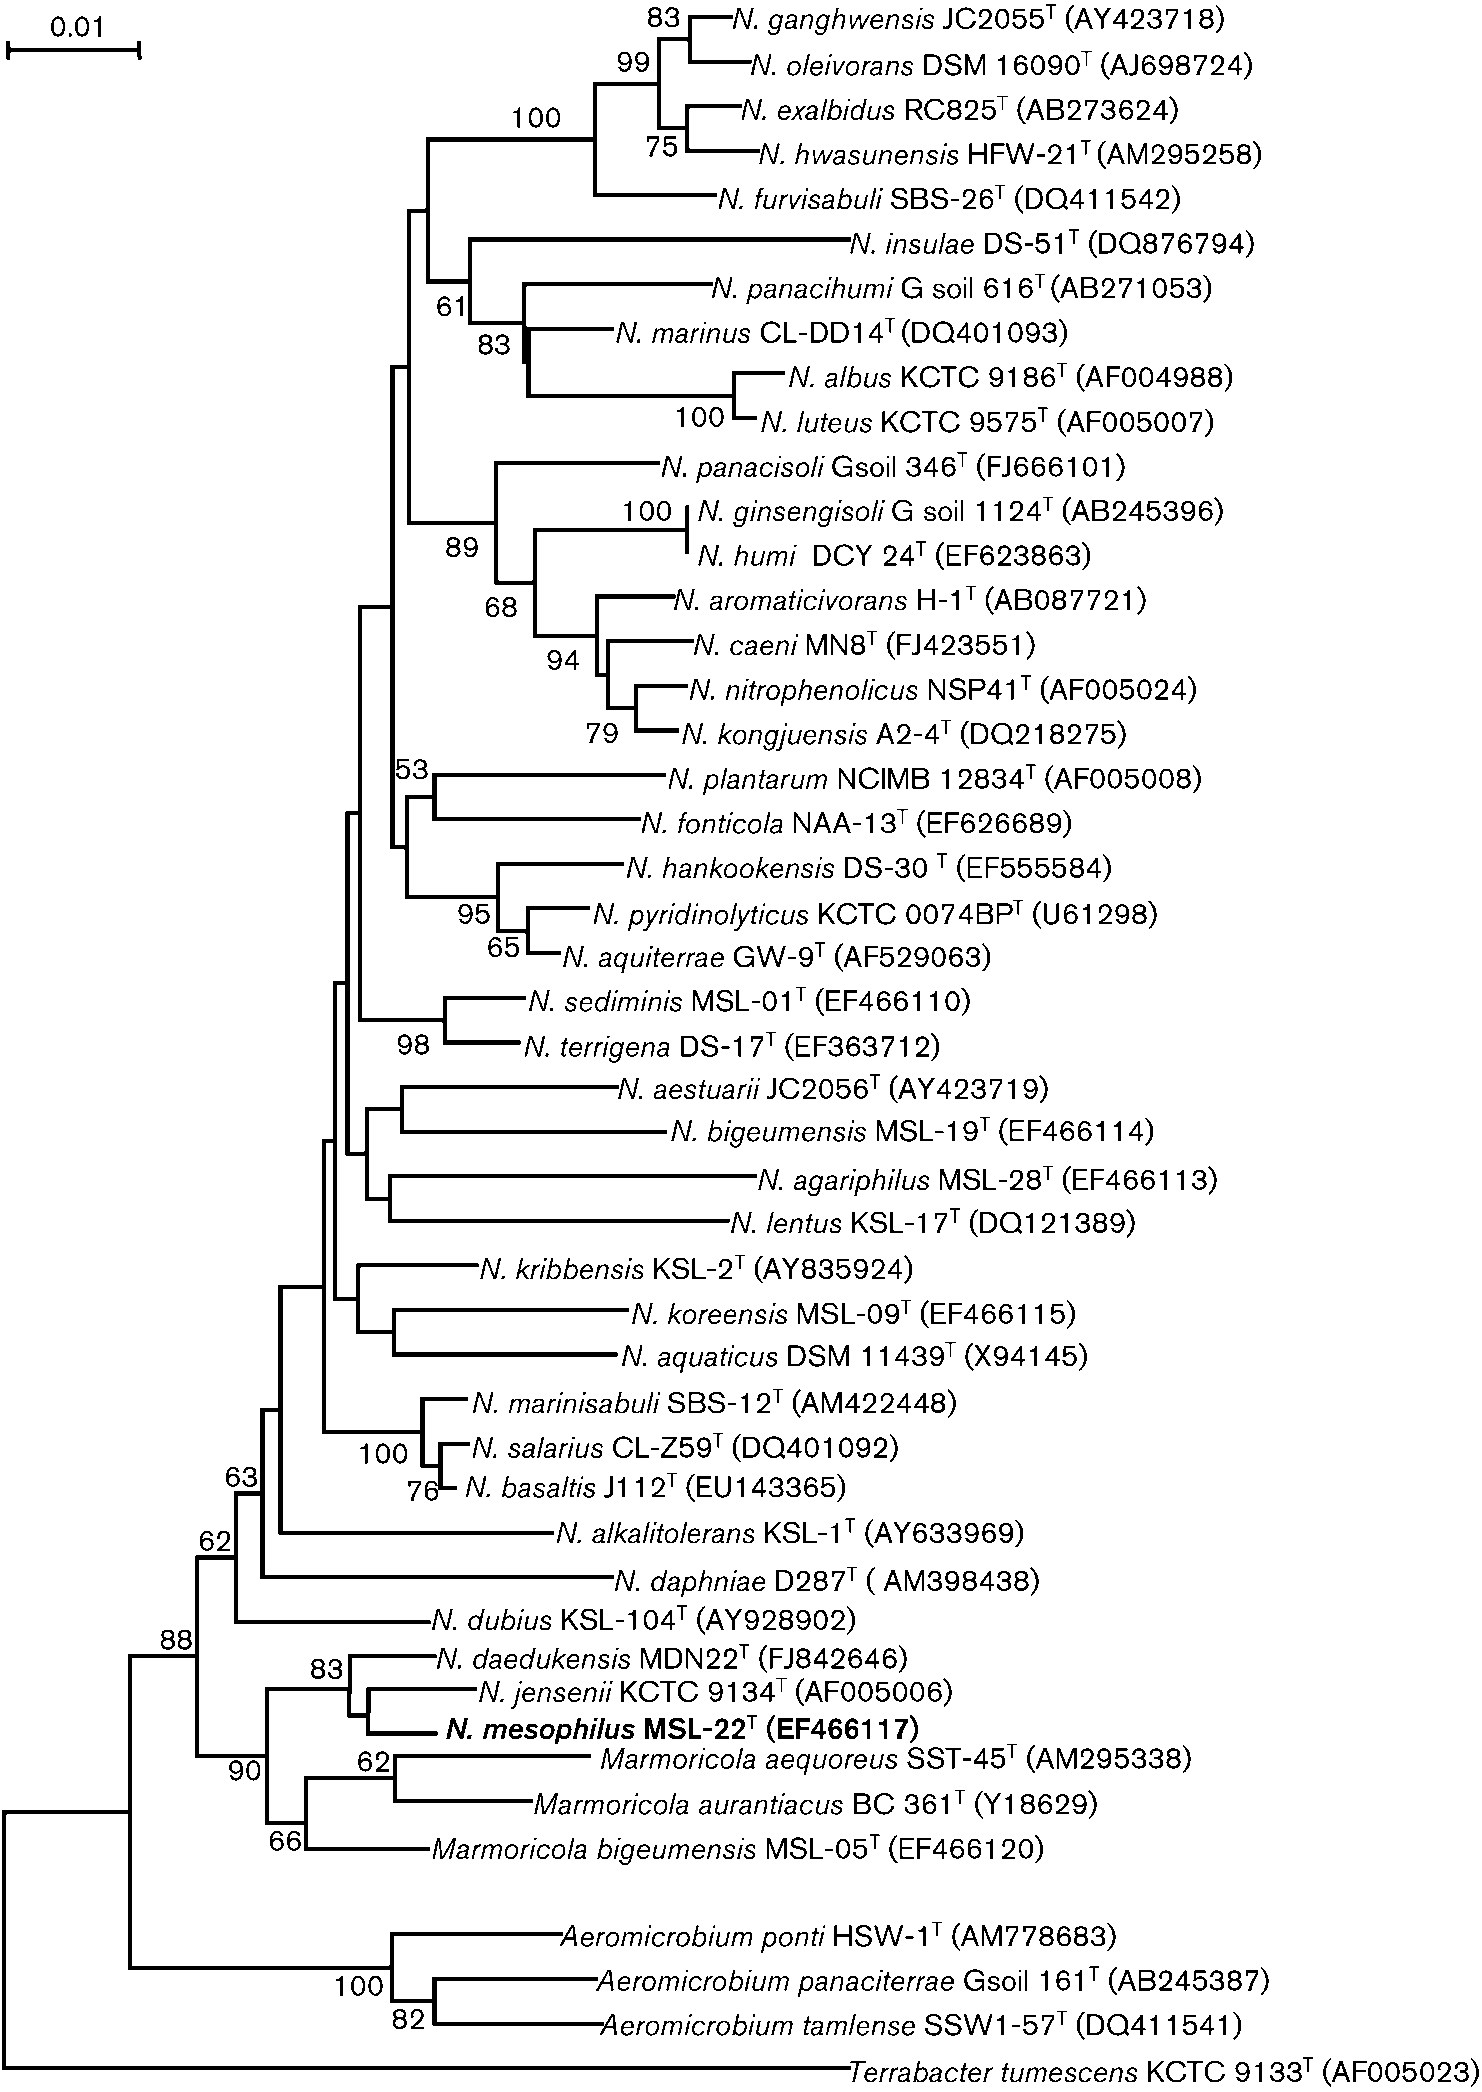 0.01
83
N. ganghwensis JC2055ᵀ (AY423718)
99
N. oleivorans DSM 16090ᵀ (AJ698724)
N. exalbidus RC825ᵀ (AB273624)
100
75
N. hwasunensis HFW-21ᵀ (AM295258)
N. furvisabuli SBS-26ᵀ (DQ411542)
N. insulae DS-51ᵀ (DQ876794)
61
N. panacihumi G soil 616ᵀ (AB271053)
N. marinus CL-DD14ᵀ (DQ401093)
83
N. albus KCTC 9186ᵀ (AF004988)
100
N. luteus KCTC 9575ᵀ (AF005007)
N. panacisoli Gsoil 346ᵀ (FJ666101)
100
N. ginsengisoli G soil 1124ᵀ (AB245396)
89
N. humi DCY 24ᵀ (EF623863)
68
N. aromaticivorans H-1ᵀ (AB087721)
N. caeni MN8ᵀ (FJ423551)
94
N. nitrophenolicus NSP41ᵀ (AF005024)
79
N. kongjuensis A2-4ᵀ (DQ218275)
53
N. plantarum NCIMB 12834ᵀ (AF005008)
N. fonticola NAA-13ᵀ (EF626689)
N. hankookensis DS-30 ᵀ (EF555584)
95
N. pyridinolyticus KCTC 0074BPᵀ (U61298)
65
N. aquiterrae GW-9ᵀ (AF529063)
N. sediminis MSL-01ᵀ (EF466110)
98
N. terrigena DS-17ᵀ (EF363712)
N. aestuarii JC2056ᵀ (AY423719)
N. bigeumensis MSL-19ᵀ (EF466114)
N. agariphilus MSL-28ᵀ (EF466113)
N. lentus KSL-17ᵀ (DQ121389)
N. kribbensis KSL-2ᵀ (AY835924)
N. koreensis MSL-09ᵀ (EF466115)
N. aquaticus DSM 11439ᵀ (X94145)
N. marinisabuli SBS-12ᵀ (AM422448)
100
N. salarius CL-Z59ᵀ (DQ401092)
76
N. basaltis J112ᵀ (EU143365)
63
N. alkalitolerans KSL-1ᵀ (AY633969)
62
N. daphniae D287ᵀ ( AM398438)
N. dubius KSL-104ᵀ (AY928902)
88
N. daedukensis MDN22ᵀ (FJ842646)
83
N. jensenii KCTC 9134ᵀ (AF005006)
N. mesophilus MSL-22ᵀ (EF466117)
62
Marmoricola aequoreus SST-45ᵀ (AM295338)
90
Marmoricola aurantiacus BC 361ᵀ (Y18629)
66
Marmoricola bigeumensis MSL-05ᵀ (EF466120)
Aeromicrobium ponti HSW-1ᵀ (AM778683)
100
Aeromicrobium panaciterrae Gsoil 161ᵀ (AB245387)
82
Aeromicrobium tamlense SSW1-57ᵀ (DQ411541)
Terrabacter tumescens KCTC 9133ᵀ (AF005023)